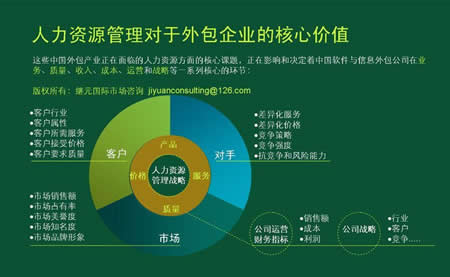 人力资源管理对于外包企业的核心价值
这些中国外包产业正在面临的人力资源方面的核心课题，正在影响和决定着中国软件与信息外包公司在业
务、质量、收入、成本、运营和战略等一系列核心的环节：
版权所有：继元国际市场咨询 jiyuanconsulting@126.com
●客户行业
●客户属性
●客户所需服务
●客户接受价格
●客户要求质量
客户
●差异化服务
●差异化价格
●竞争策略
●竞争强度
●抗竞争和风险能力
对手
产品
价格
人力资源
管理战略
服务
质量
●市场销售额
●市场占有率
●市场美誉度
●市场知名度
●市场品牌形象
市场
公司运营
财务指标
●销售额
●成本
●利润
公司战略
●行业
●客户
●竞争.....